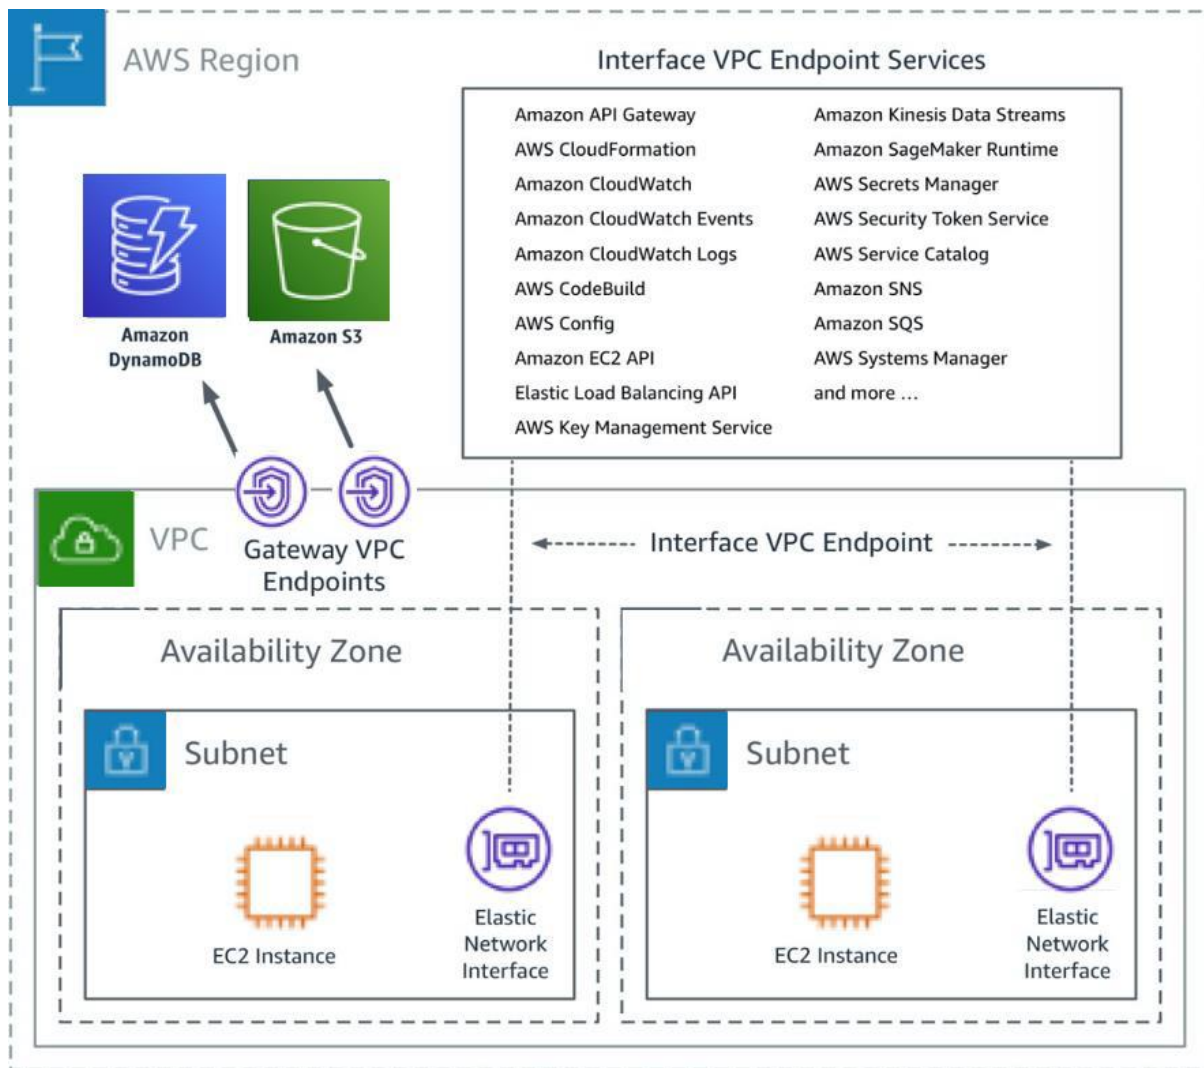 AWS Region
Interface VPC Endpoint Services
Amazon API Gateway
AWS CloudFormation
Amazon CloudWatch
Amazon CloudWatch Events
Amazon CloudWatch Logs
AWS CodeBuild
AWS Config
Amazon EC2 API
Elastic Load Balancing API
AWS Key Management Service
Amazon Kinesis Data Streams
Amazon SageMaker Runtime
AWS Secrets Manager
AWS Security Token Service
AWS Service Catalog
Amazon SNS
Amazon SQS
AWS Systems Manager
and more ...
Amazon
DynamoDB
Amazon S3
VPC
Gateway VPC
Endpoints
Interface VPC Endpoint
Availability Zone
Subnet
EC2 Instance
Elastic
Network
Interface
Availability Zone
Subnet
EC2 Instance
Elastic
Network
Interface